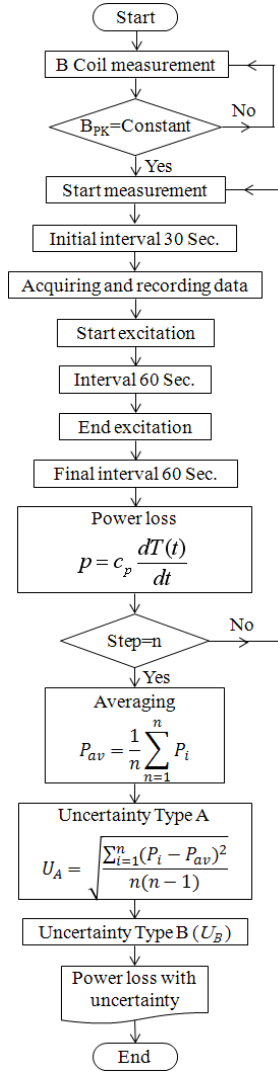 Start
B Coil measurement
B_PK=Constant
No
Yes
Start measurement
Initial interval 30 Sec.
Acquiring and recording data
Start excitation
Interval 60 Sec.
End excitation
Final interval 60 Sec.
Power loss
p = c_p dT(t)/dt
Step=n
No
Yes
Averaging
P_av = 1/n ∑_{n=1}^{n} P_i
Uncertainty Type A
U_A = √(∑_{i=1}^{n}(P_i − P_av)²/n(n − 1))
Uncertainty Type B (U_B)
Power loss with
uncertainty
End